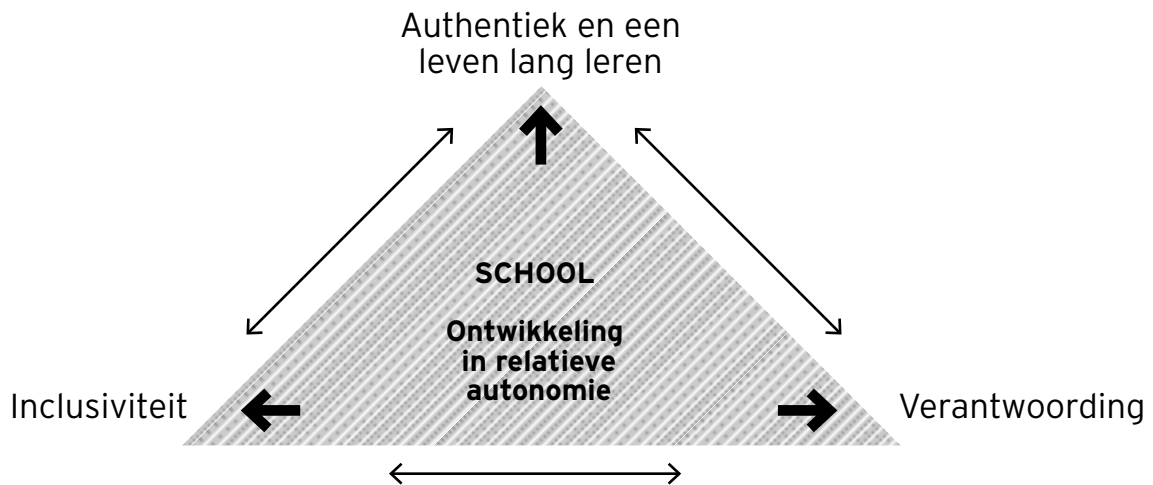 Authentiek en een
leven lang leren
SCHOOL
Ontwikkeling
in relatieve
autonomie
Inclusiviteit
Verantwoording